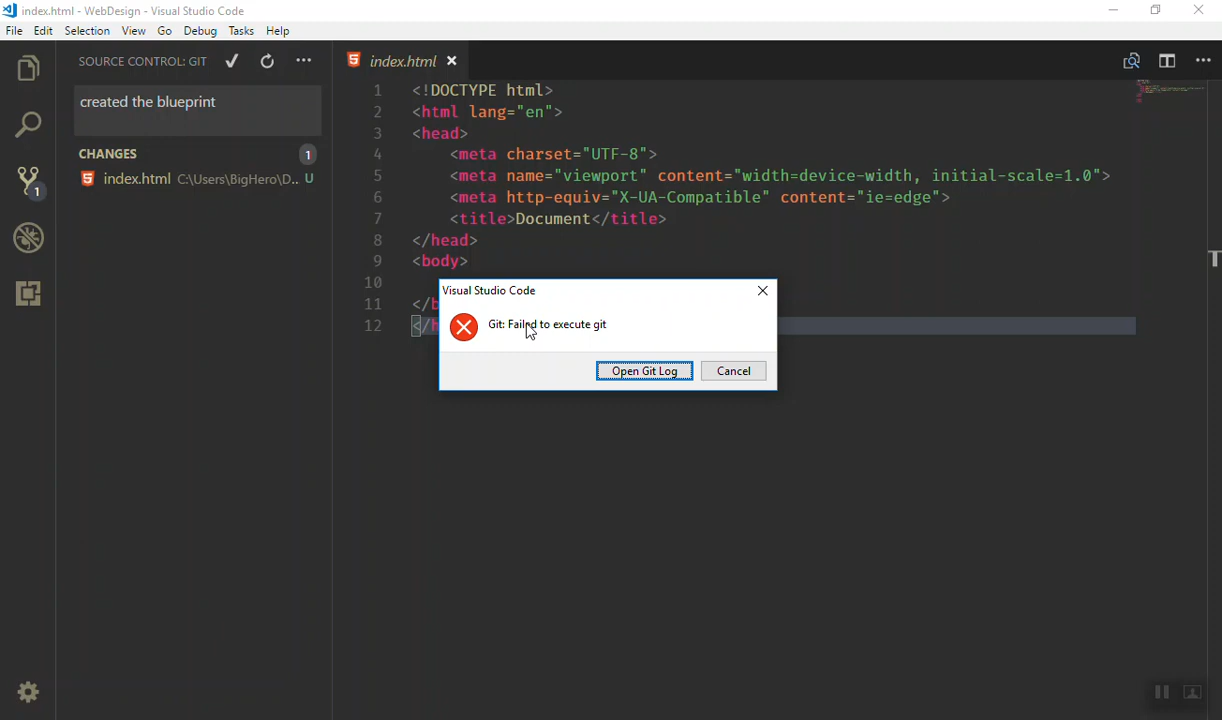 index.html - WebDesign - Visual Studio Code
File Edit Selection View Go Debug Tasks Help
SOURCE CONTROL: GIT
index.html
created the blueprint
CHANGES 1
index.html C:\Users\BigHero\D.. U
1
1 <!DOCTYPE html>
2 <html lang="en">
3 <head>
4 <meta charset="UTF-8">
5 <meta name="viewport" content="width=device-width, initial-scale=1.0">
6 <meta http-equiv="X-UA-Compatible" content="ie=edge">
7 <title>Document</title>
8 </head>
9 <body>
10
11 </b
12 </h
Visual Studio Code
Git: Failed to execute git
Open Git Log Cancel